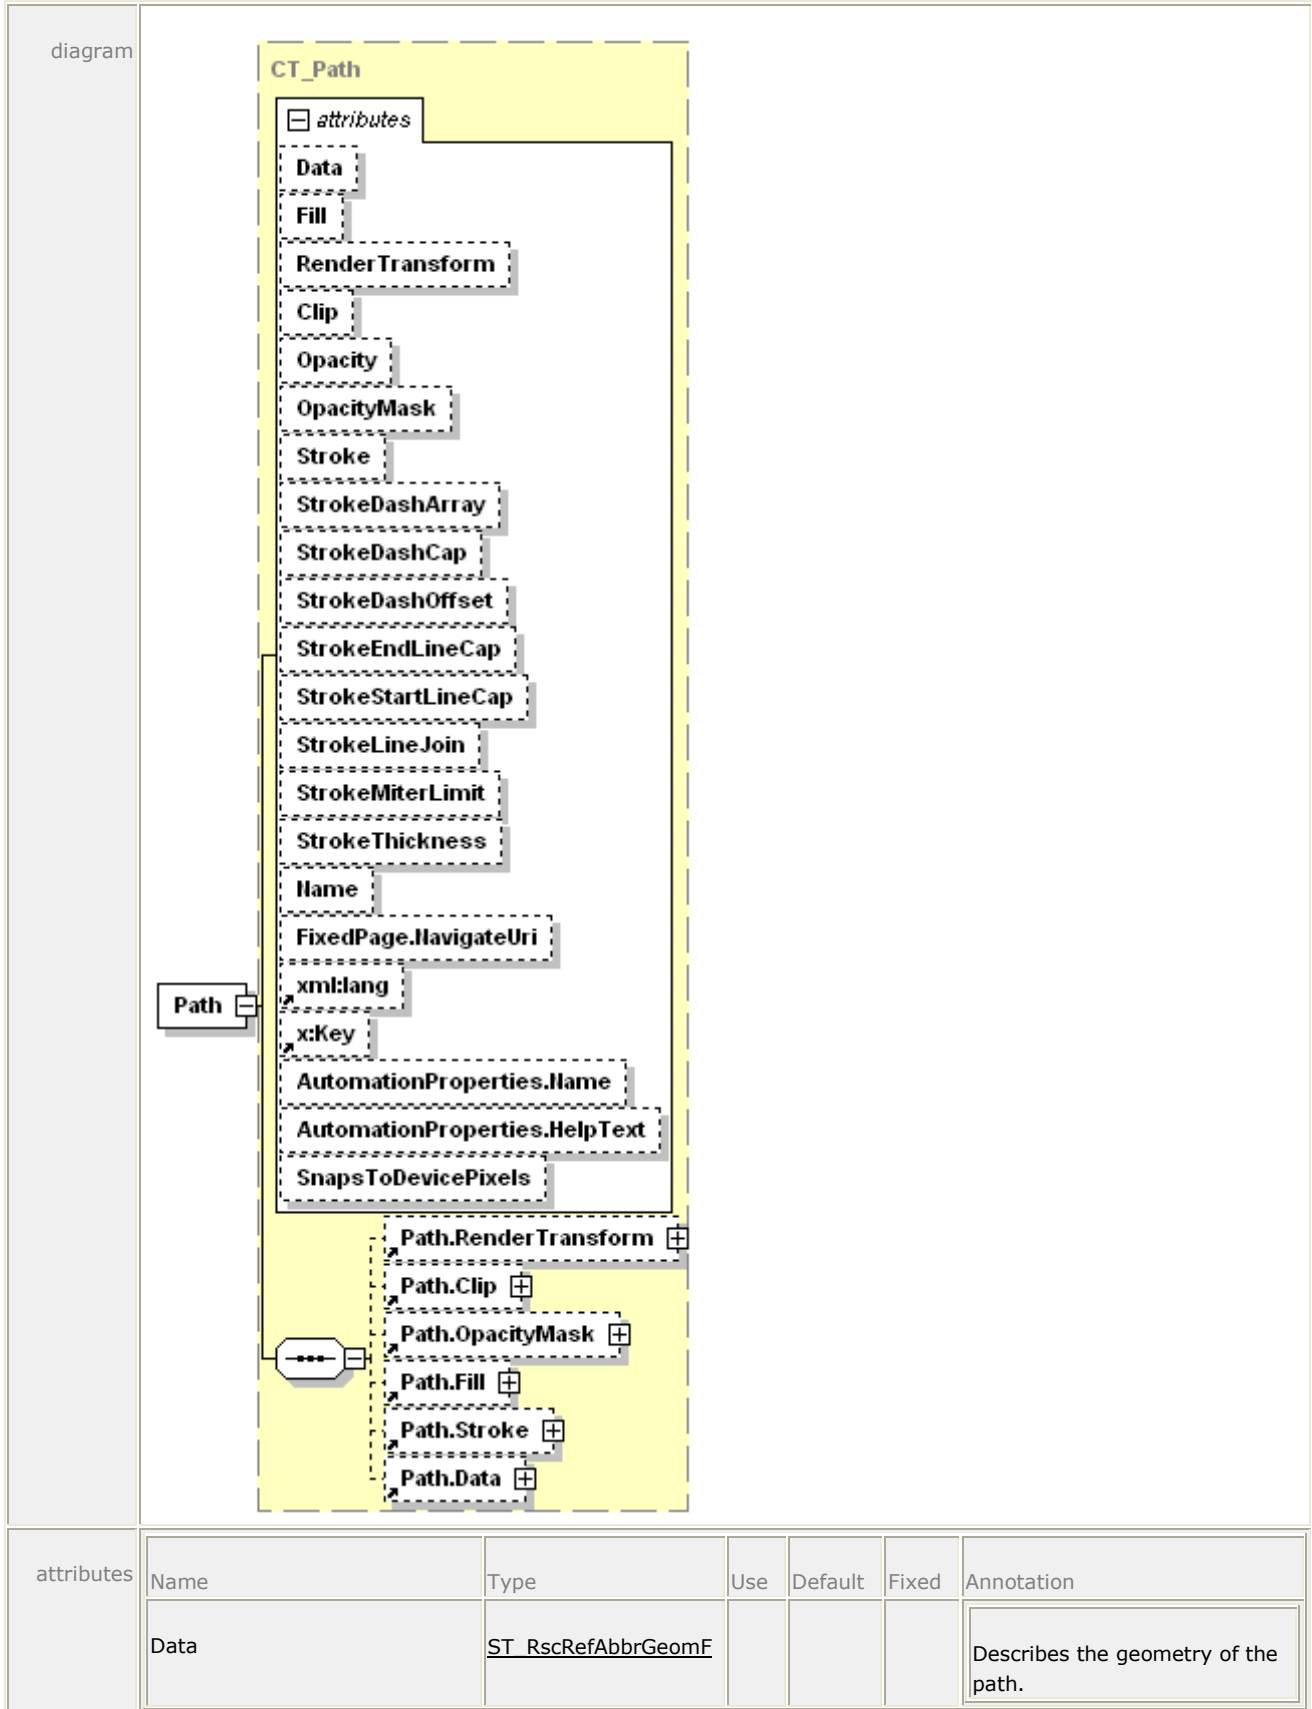 diagram
CT_Path
attributes
Data
Fill
RenderTransform
Clip
Opacity
OpacityMask
Stroke
StrokeDashArray
StrokeDashCap
StrokeDashOffset
StrokeEndLineCap
StrokeStartLineCap
StrokeLineJoin
StrokeMiterLimit
StrokeThickness
Name
FixedPage.NavigateUri
xml:lang
Path
x:Key
AutomationProperties.Name
AutomationProperties.HelpText
SnapsToDevicePixels
Path.RenderTransform
Path.Clip
Path.OpacityMask
Path.Fill
Path.Stroke
Path.Data
attributes
Name Type Use Default Fixed Annotation
Data ST_RscRefAbbrGeomF Describes the geometry of the
path.